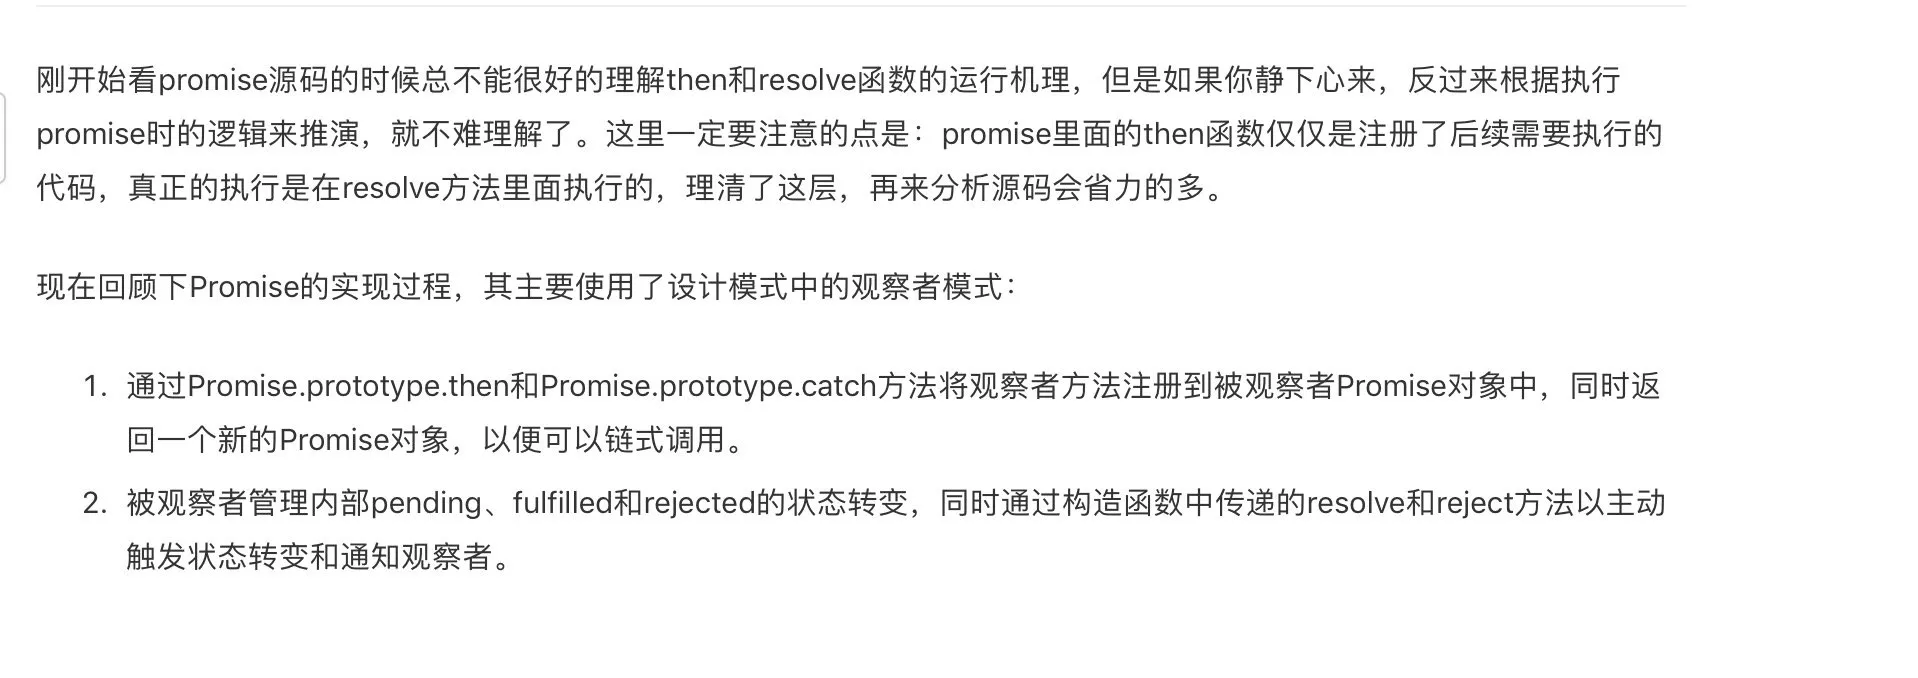 刚开始看promise源码的时候总不能很好的理解then和resolve函数的运行机理，但是如果你静下心来，反过来根据执行
promise时的逻辑来推演，就不难理解了。这里一定要注意的点是：promise里面的then函数仅仅是注册了后续需要执行的
代码，真正的执行是在resolve方法里面执行的，理清了这层，再来分析源码会省力的多。
现在回顾下Promise的实现过程，其主要使用了设计模式中的观察者模式：
1. 通过Promise.prototype.then和Promise.prototype.catch方法将观察者方法注册到被观察者Promise对象中，同时返
回一个新的Promise对象，以便可以链式调用。
2. 被观察者管理内部pending、fulfilled和rejected的状态转变，同时通过构造函数中传递的resolve和reject方法以主动
触发状态转变和通知观察者。